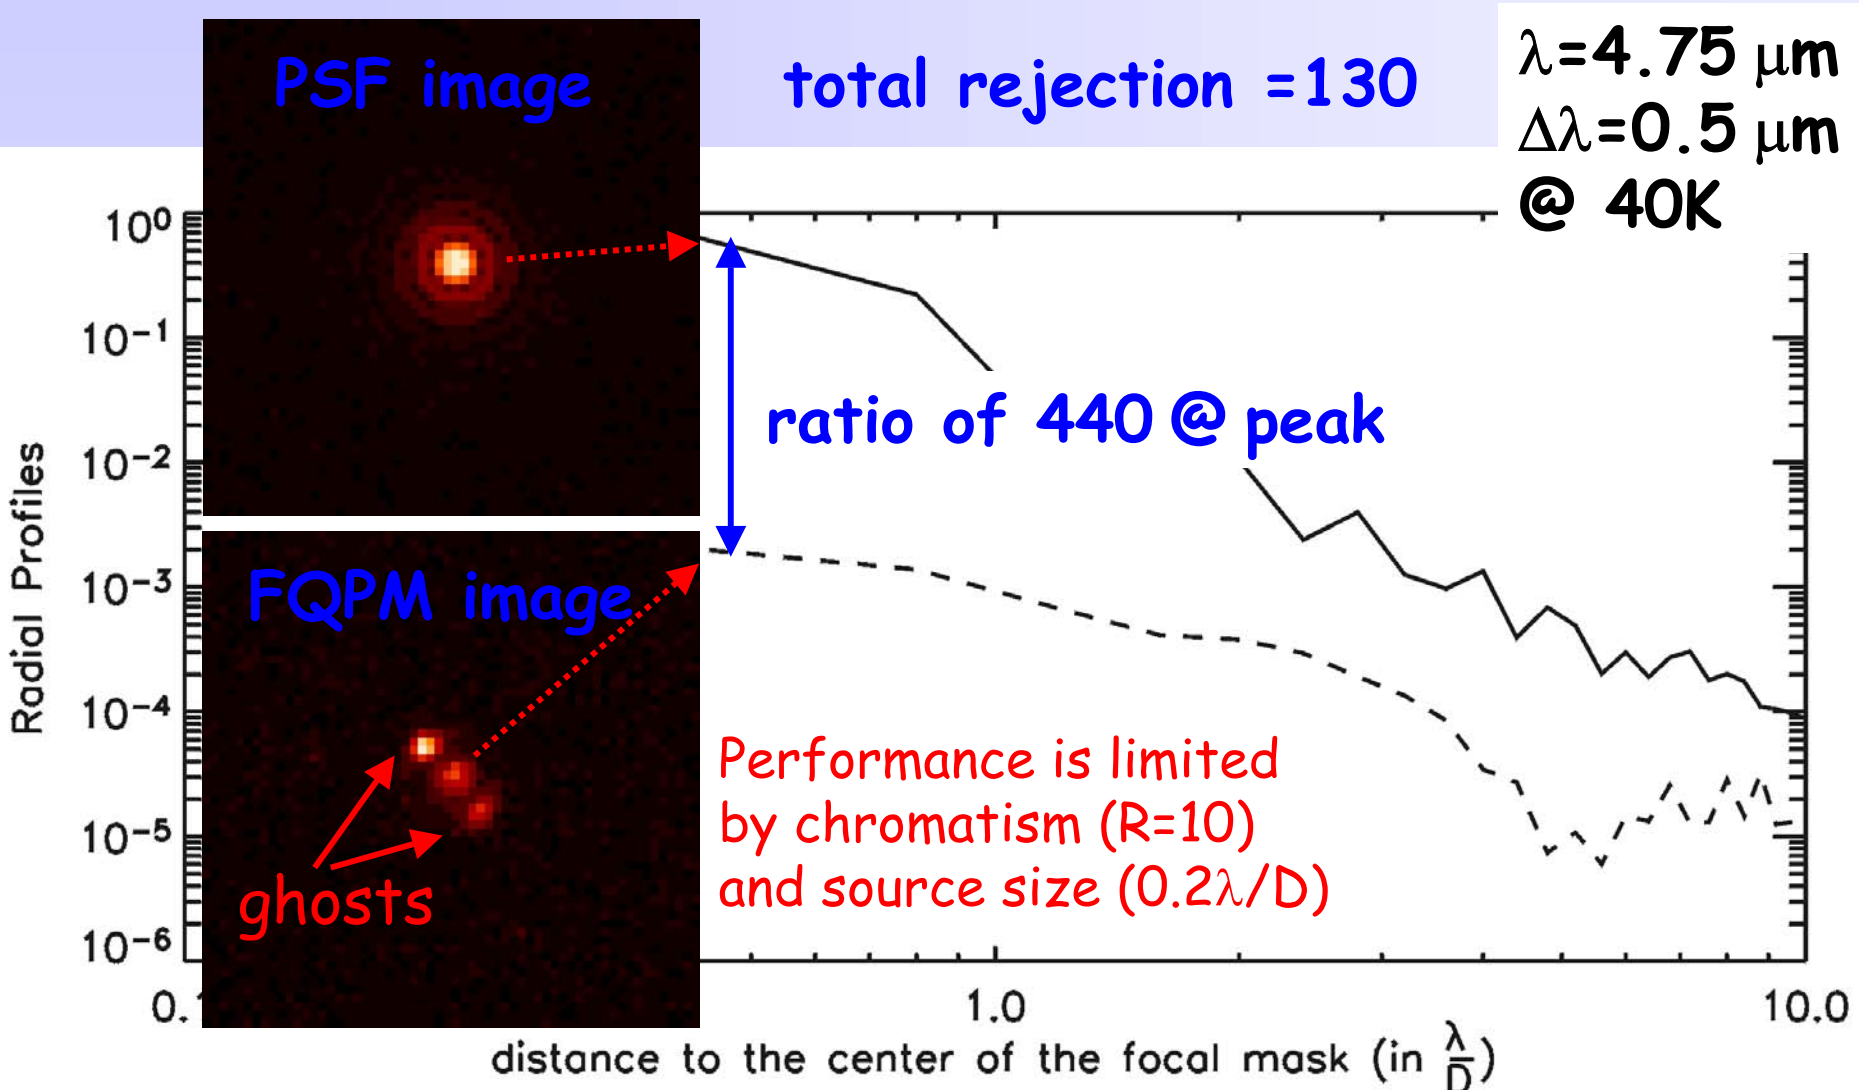 PSF image
total rejection =130
λ=4.75 μm
Δλ=0.5 μm
@ 40K
10⁰
10⁻¹
10⁻²
10⁻³
10⁻⁴
10⁻⁵
10⁻⁶
Radial Profiles
ratio of 440 @ peak
FQPM image
ghosts
Performance is limited
by chromatism (R=10)
and source size (0.2λ/D)
1.0
10.0
distance to the center of the focal mask (in λ/D)